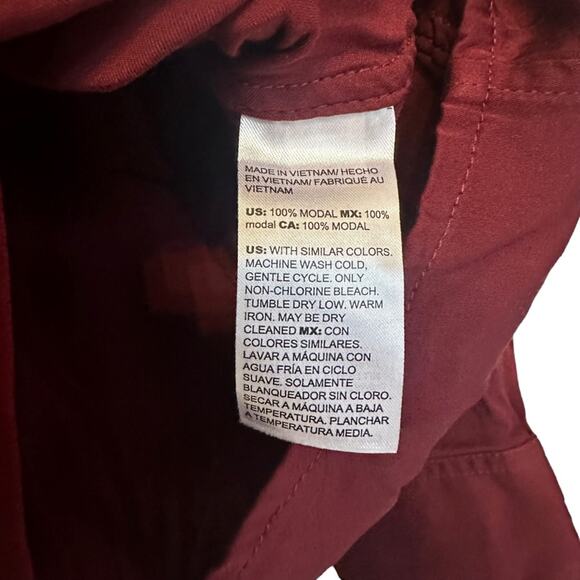 MADE IN VIETNAM/ HECHO
EN VIETNAM/ FABRIQUÉ AU
VIETNAM
US: 100% MODAL MX: 100%
modal CA: 100% MODAL
US: WITH SIMILAR COLORS.
MACHINE WASH COLD,
GENTLE CYCLE. ONLY
NON-CHLORINE BLEACH.
TUMBLE DRY LOW. WARM
IRON. MAY BE DRY
CLEANED MX: CON
COLORES SIMILARES.
LAVAR A MÁQUINA CON
AGUA FRÍA EN CICLO
SUAVE. SOLAMENTE
BLANQUEADOR SIN CLORO.
SECAR A MÁQUINA A BAJA
TEMPERATURA. PLANCHAR
A TEMPERATURA MEDIA.